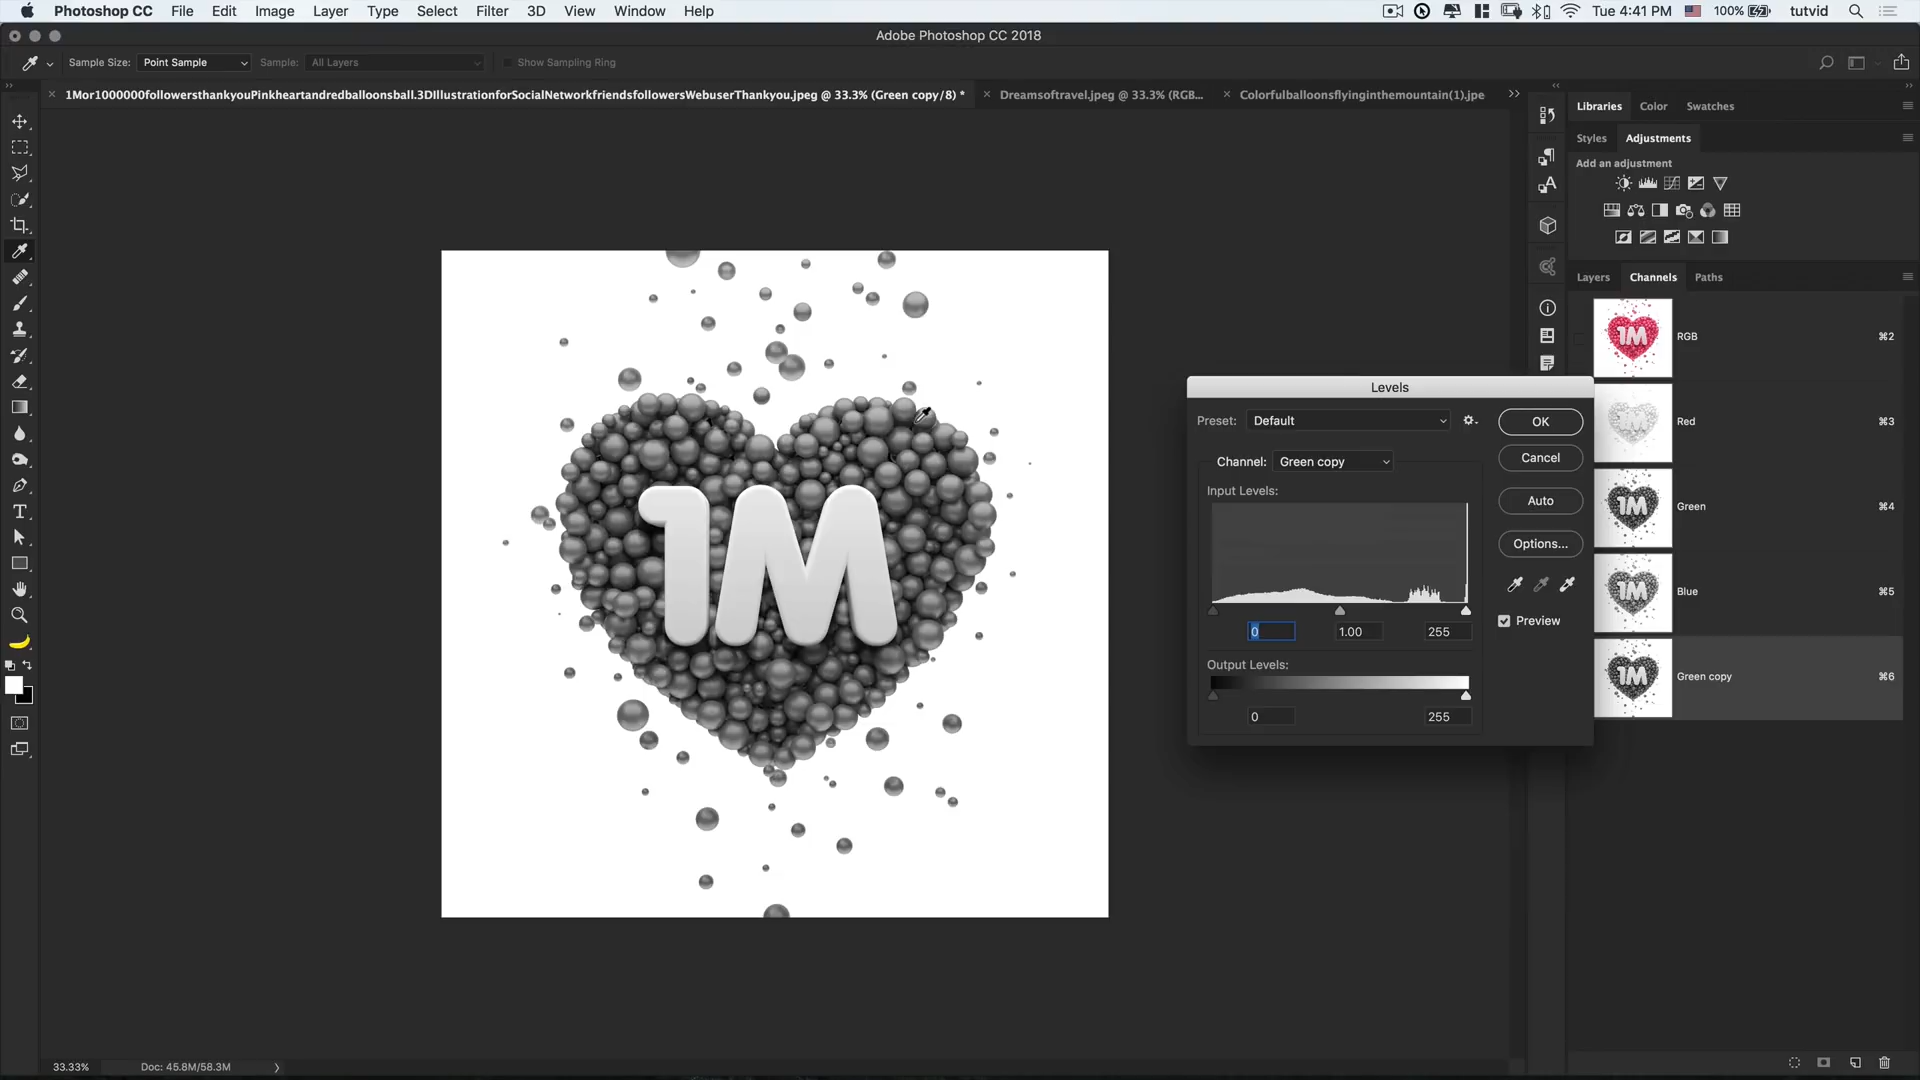 Photoshop CC File Edit Image Layer Type Select Filter 3D View Window Help Tue 4:41 PM 100% tutvid
Adobe Photoshop CC 2018
Sample Size: Point Sample Sample: All Layers Show Sampling Ring
1Mor1000000followersthankyouPinkheartandredballoonsball.3DIllustrationforSocialNetworkfriendsfollowersWebuserThankyou.jpeg @ 33.3% (Green copy/8) * Dreamsoftravel.jpeg @ 33.3% (RGB... Colorfulballoonsflyinginthemountain(1).jpe
Libraries Color Swatches
Styles Adjustments
Add an adjustment
Layers Channels Paths
RGB ⌘2
Red ⌘3
Green ⌘4
Blue ⌘5
Green copy ⌘6
1M
Levels
Preset: Default OK
Cancel
Channel: Green copy
Input Levels: Auto
Options...
Preview
0 1.00 255
Output Levels:
0 255
33.33% Doc: 45.8M/58.3M